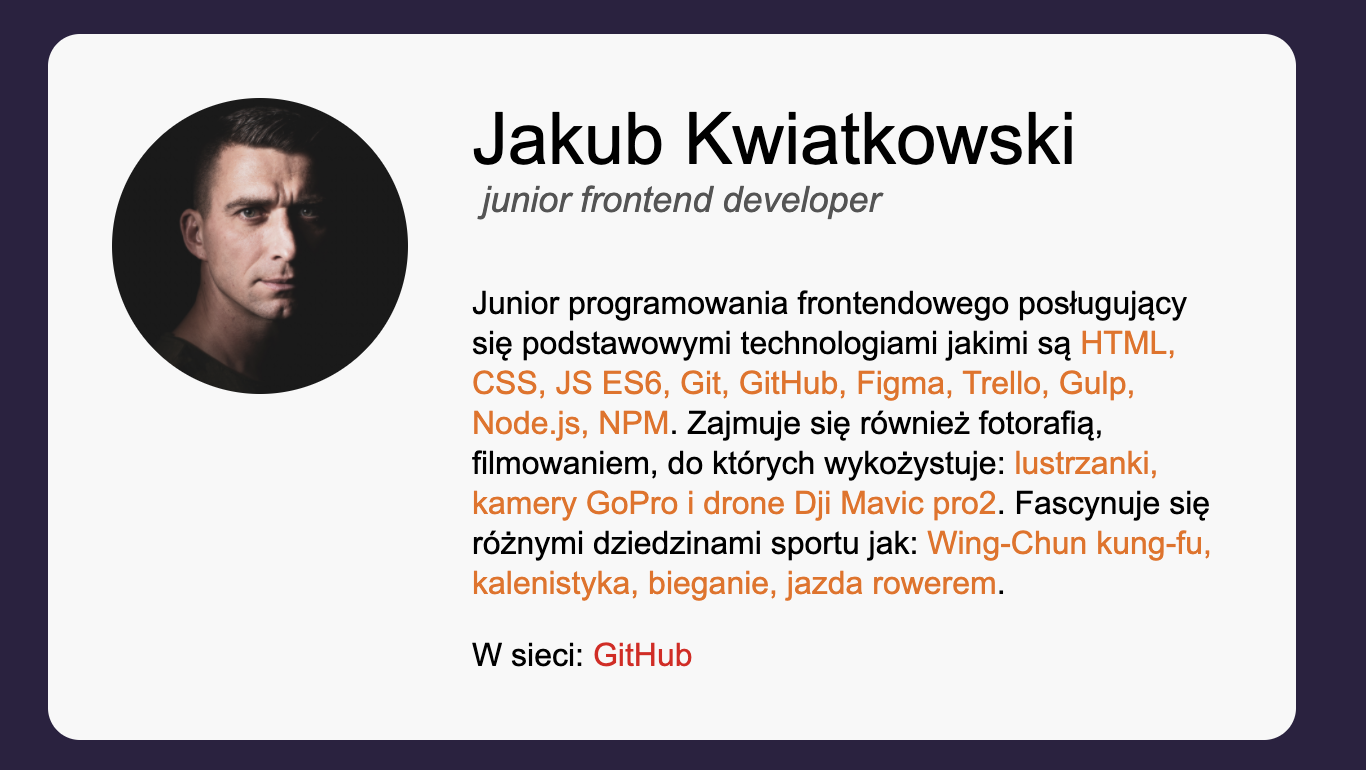 Jakub Kwiatkowski
junior frontend developer
Junior programowania frontendowego posługujący
się podstawowymi technologiami jakimi są HTML,
CSS, JS ES6, Git, GitHub, Figma, Trello, Gulp,
Node.js, NPM. Zajmuje się również fotorafią,
filmowaniem, do których wykożystuje: lustrzanki,
kamery GoPro i drone Dji Mavic pro2. Fascynuje się
różnymi dziedzinami sportu jak: Wing-Chun kung-fu,
kalenistyka, bieganie, jazda rowerem.
W sieci: GitHub